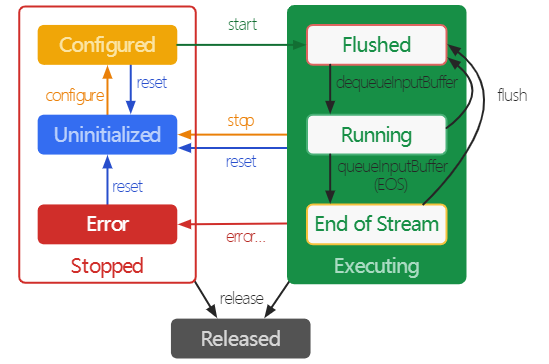 start
Configured
Flushed
configure
reset
dequeueInputBuffer
flush
stop
Uninitialized
Running
reset
queueInputBuffer
(EOS)
reset
Error
End of Stream
error...
Stopped
Executing
release
Released